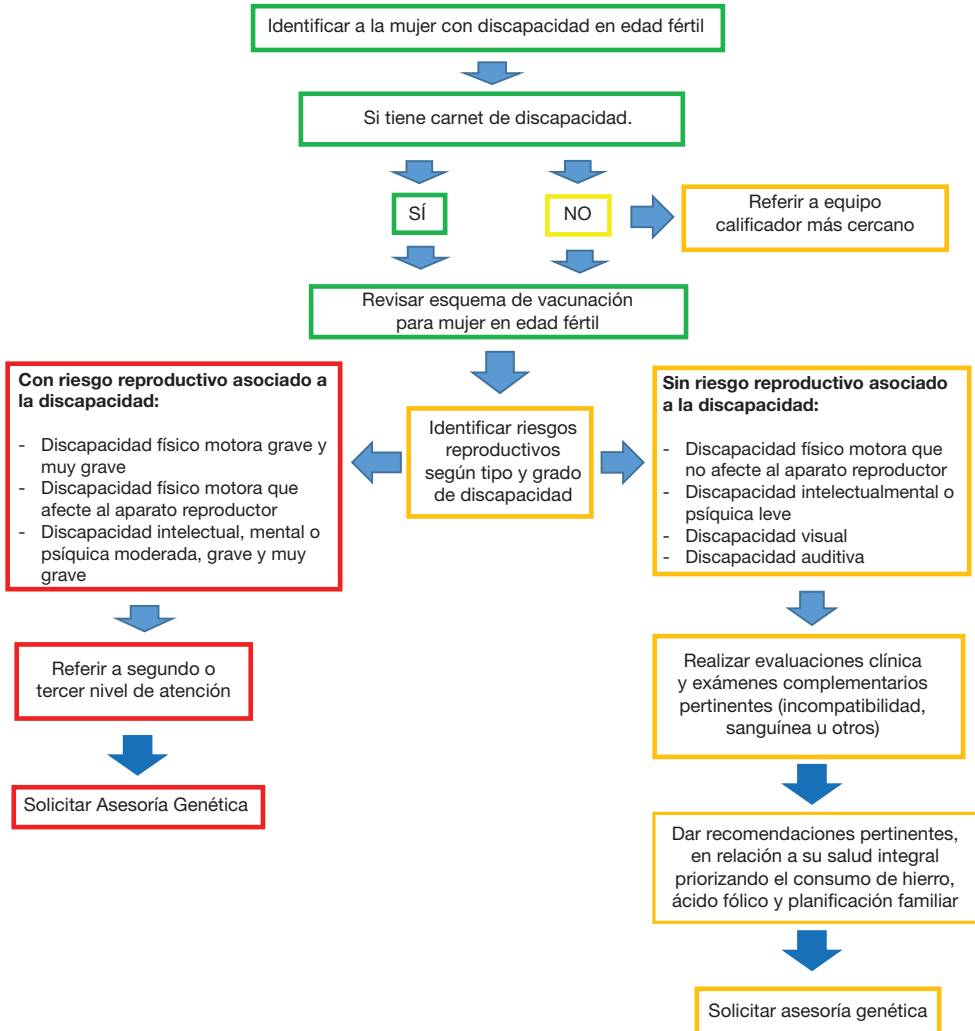 Identificar a la mujer con discapacidad en edad fértil
Si tiene carnet de discapacidad.
SÍ
NO
Referir a equipo
calificador más cercano
Revisar esquema de vacunación
para mujer en edad fértil
Con riesgo reproductivo asociado a
la discapacidad:
- Discapacidad físico motora grave y
muy grave
- Discapacidad físico motora que
afecte al aparato reproductor
- Discapacidad intelectual, mental o
psíquica moderada, grave y muy
grave
Identificar riesgos
reproductivos
según tipo y grado
de discapacidad
Sin riesgo reproductivo asociado
a la discapacidad:
- Discapacidad físico motora que
no afecte al aparato reproductor
- Discapacidad intelectualmental o
psíquica leve
- Discapacidad visual
- Discapacidad auditiva
Referir a segundo o
tercer nivel de atención
Solicitar Asesoría Genética
Realizar evaluaciones clínica
y exámenes complementarios
pertinentes (incompatibilidad,
sanguínea u otros)
Dar recomendaciones pertinentes,
en relación a su salud integral
priorizando el consumo de hierro,
ácido fólico y planificación familiar
Solicitar asesoría genética